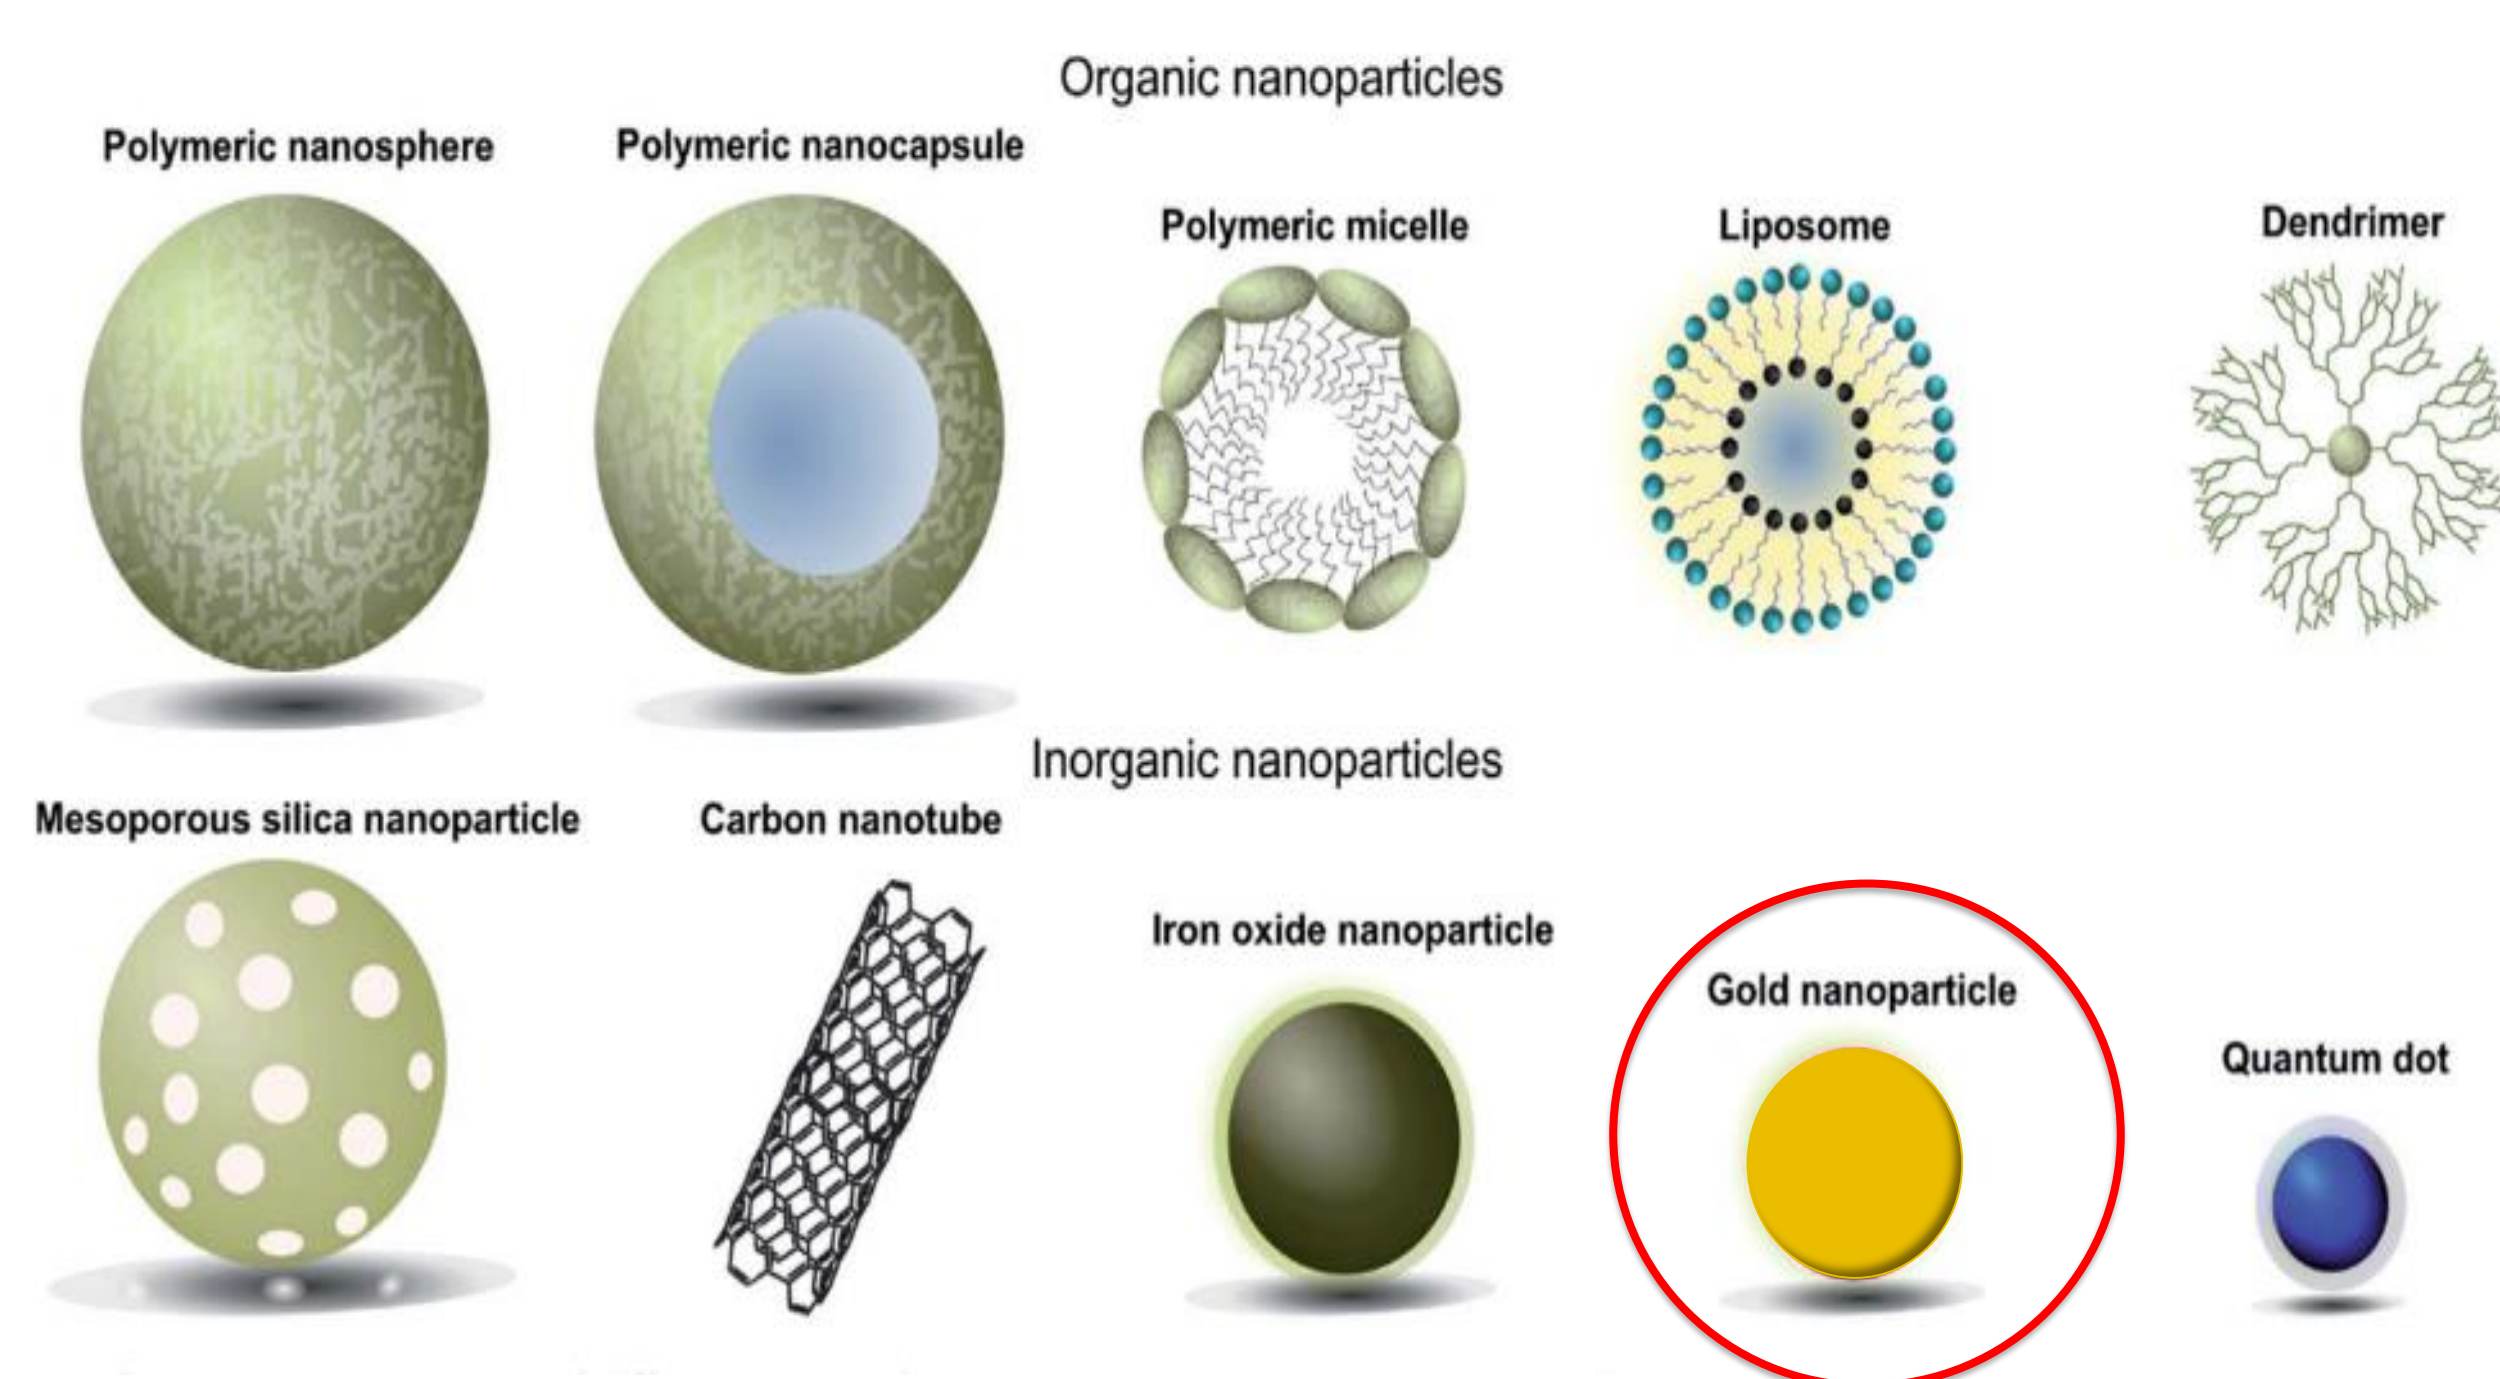 Organic nanoparticles
Polymeric nanosphere
Polymeric nanocapsule
Polymeric micelle
Liposome
Dendrimer
Inorganic nanoparticles
Mesoporous silica nanoparticle
Carbon nanotube
Iron oxide nanoparticle
Gold nanoparticle
Quantum dot